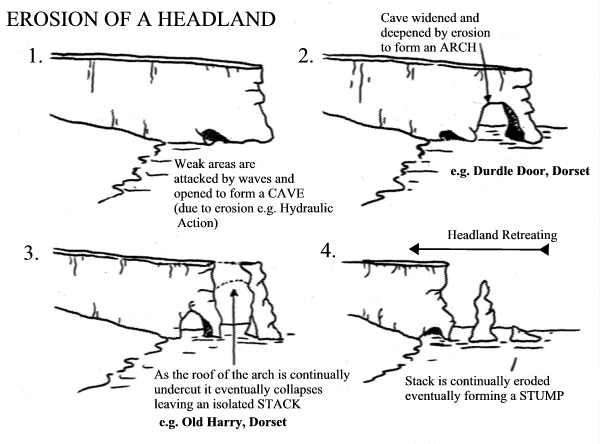 EROSION OF A HEADLAND
1.
Weak areas are
attacked by waves and
opened to form a CAVE
(due to erosion e.g. Hydraulic
Action)
2.
Cave widened and
deepened by erosion
to form an ARCH
e.g. Durdle Door, Dorset
3.
As the roof of the arch is continually
undercut it eventually collapses
leaving an isolated STACK
e.g. Old Harry, Dorset
4.
Headland Retreating
Stack is continually eroded
eventually forming a STUMP